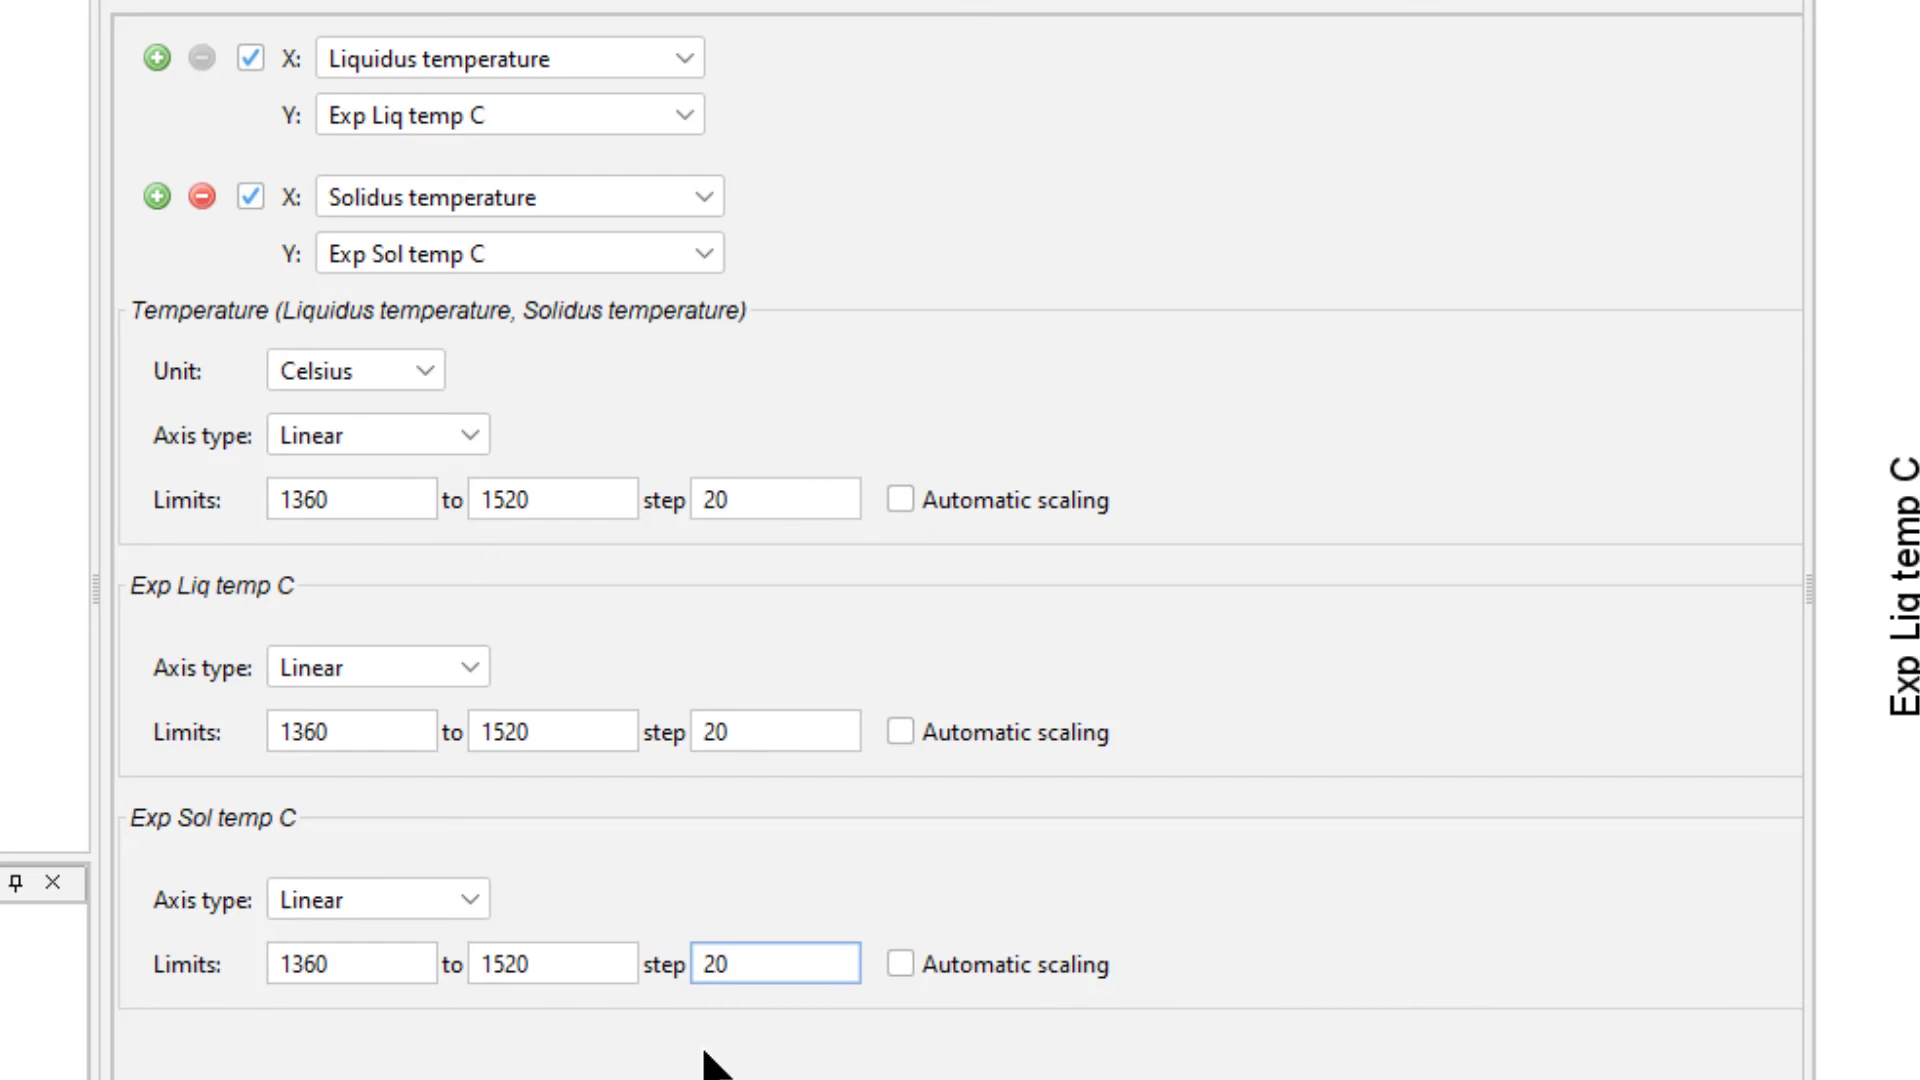 X: Liquidus temperature
Y: Exp Liq temp C
X: Solidus temperature
Y: Exp Sol temp C
Temperature (Liquidus temperature, Solidus temperature)
Unit: Celsius
Axis type: Linear
Limits: 1360 to 1520 step 20 Automatic scaling
Exp Liq temp C
Axis type: Linear
Limits: 1360 to 1520 step 20 Automatic scaling
Exp Sol temp C
Axis type: Linear
Limits: 1360 to 1520 step 20 Automatic scaling
Exp Liq temp C